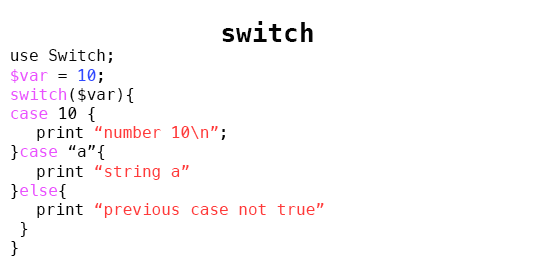 switch
use Switch;
$var = 10;
switch($var){
case 10 {
print “number 10\n”;
}case “a”{
print “string a”
}else{
print “previous case not true”
}
}